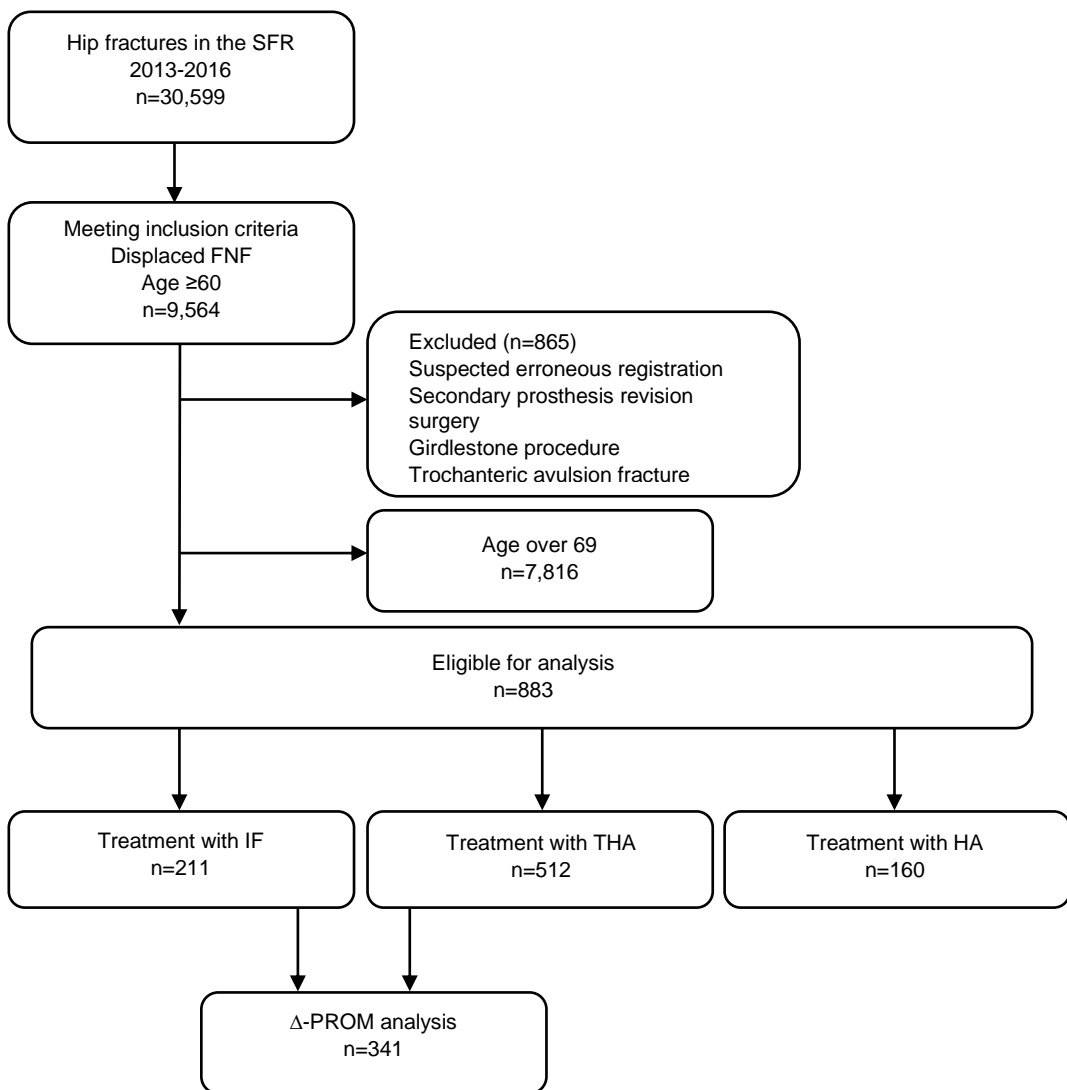 Hip fractures in the SFR
2013-2016
n=30,599
Meeting inclusion criteria
Displaced FNF
Age ≥60
n=9,564
Excluded (n=865)
Suspected erroneous registration
Secondary prosthesis revision
surgery
Girdlestone procedure
Trochanteric avulsion fracture
Age over 69
n=7,816
Eligible for analysis
n=883
Treatment with IF
n=211
Treatment with THA
n=512
Treatment with HA
n=160
Δ-PROM analysis
n=341